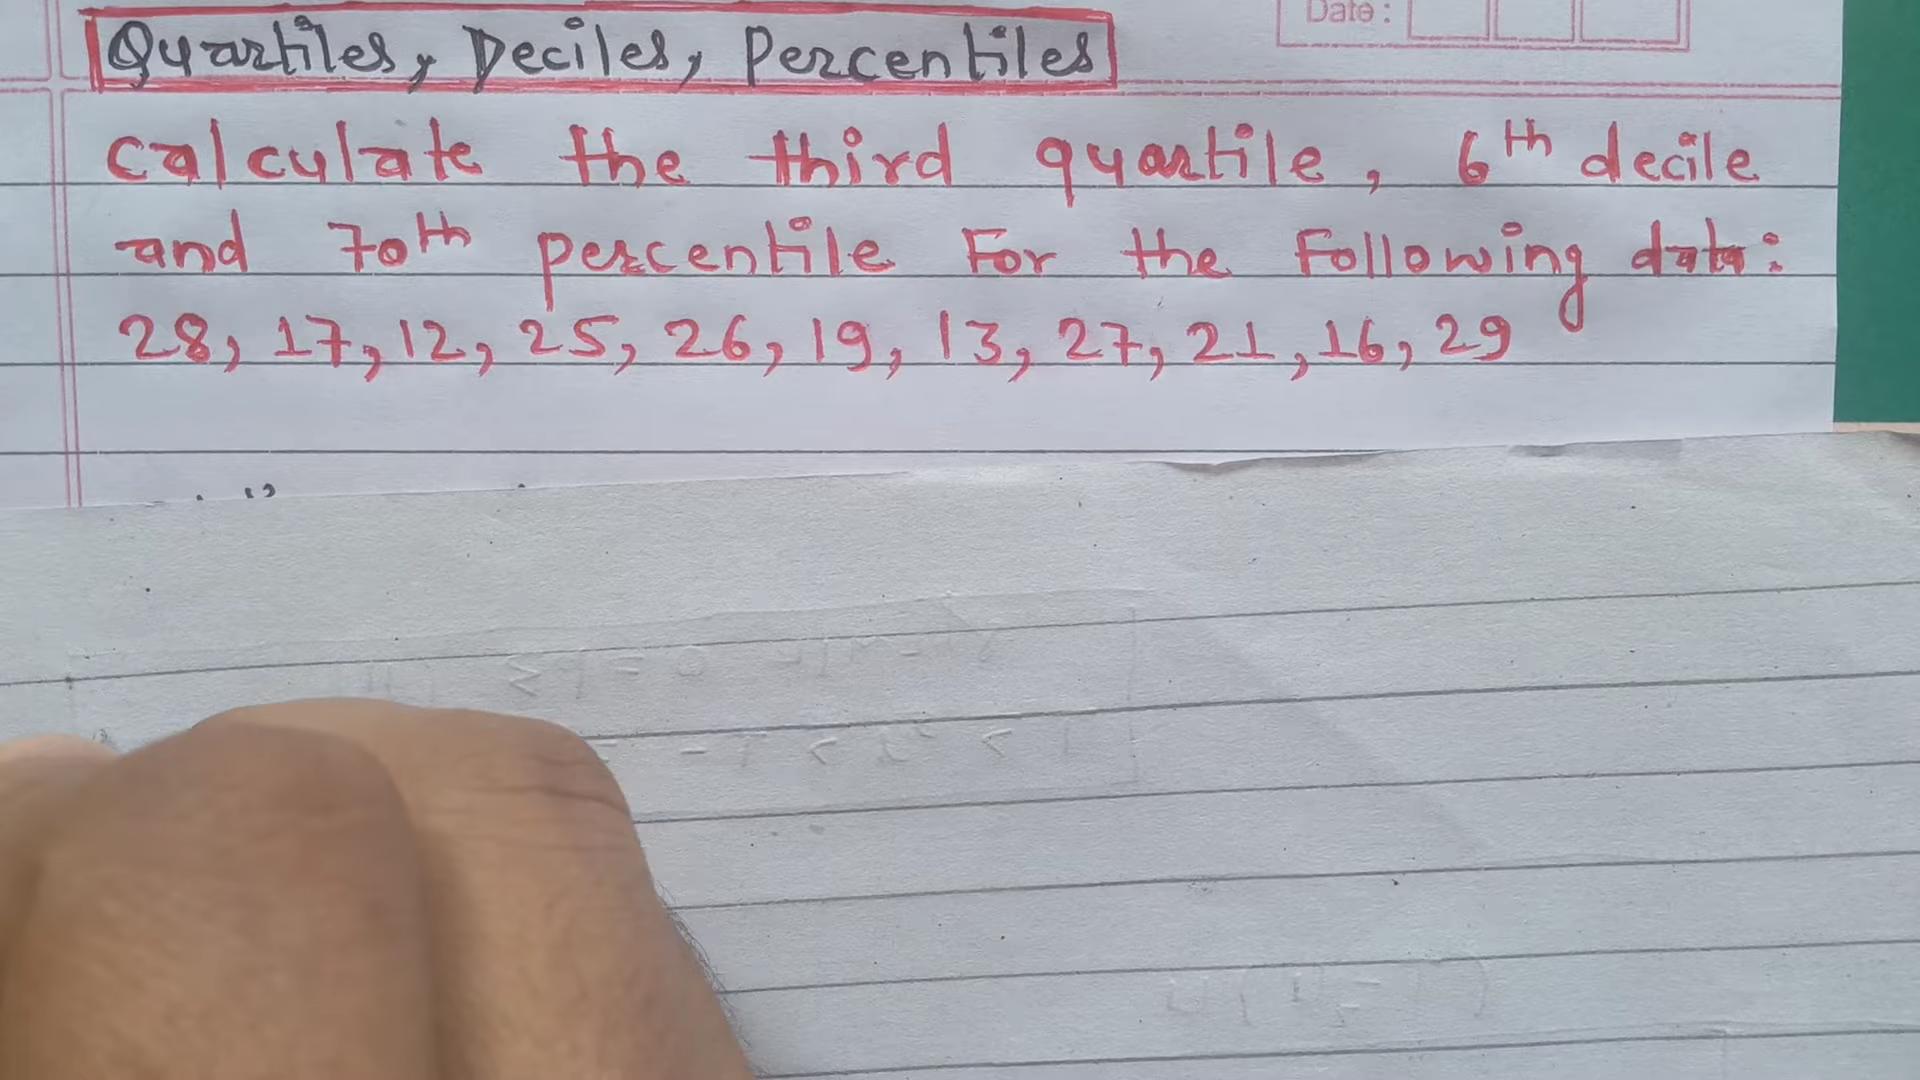 Date :
Quartiles, Deciles, Percentiles
calculate the third quartile, 6th decile
and 70th percentile For the Following data:
28, 17, 12, 25, 26, 19, 13, 27, 21, 16, 29